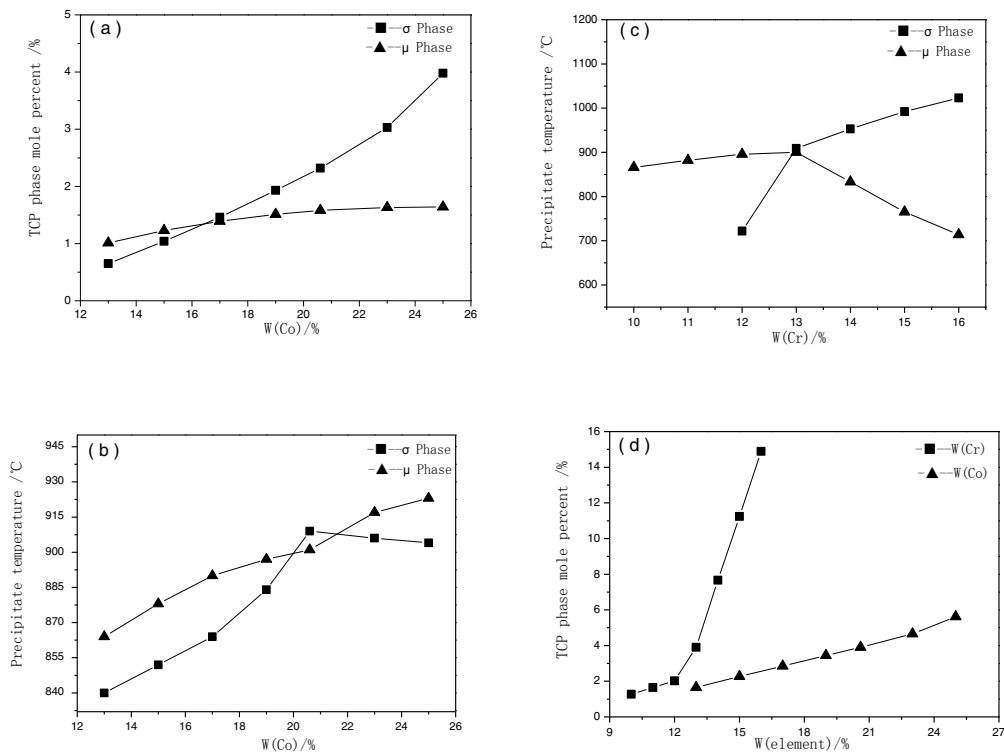 (a)
σ Phase
μ Phase
TCP phase mole percent /%
5
4
3
2
1
0
12 14 16 18 20 22 24 26
W(Co)/%
(c)
σ Phase
μ Phase
Precipitate temperature /℃
1200
1100
1000
900
800
700
600
10 11 12 13 14 15 16
W(Cr)/%
(b)
σ Phase
μ Phase
Precipitate temperature /℃
945
930
915
900
885
870
855
840
12 14 16 18 20 22 24 26
W(Co)/%
(d)
W(Cr)
W(Co)
TCP phase mole percent /%
16
14
12
10
8
6
4
2
0
9 12 15 18 21 24 27
W(element)/%